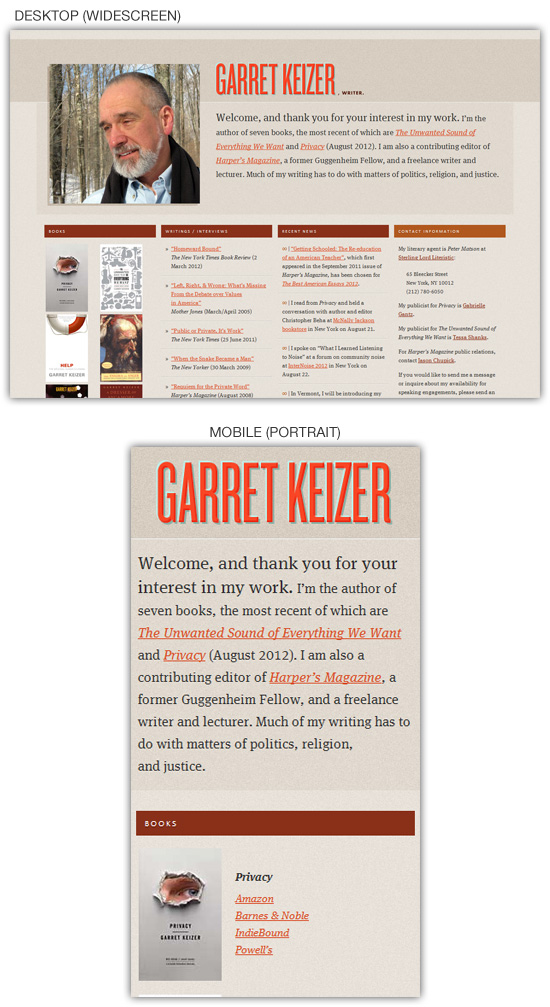 DESKTOP (WIDESCREEN)
GARRET KEIZER , WRITER.
Welcome, and thank you for your interest in my work. I'm the
author of seven books, the most recent of which are The Unwanted Sound of
Everything We Want and Privacy (August 2012). I am also a contributing editor of
Harper's Magazine, a former Guggenheim Fellow, and a freelance writer and
lecturer. Much of my writing has to do with matters of politics, religion, and justice.
BOOKS
PRIVACY
GARRET KEIZER
HELP
GARRET KEIZER
WRITINGS / INTERVIEWS
» "Homeward Bound"
The New York Times Book Review (2
March 2012)
» "Left, Right, & Wrong: What's Missing
From the Debate over Values
in America"
Mother Jones (March/April 2005)
» "Public or Private, It's Work"
The New York Times (25 June 2011)
» "When the Snake Became a Man"
The New Yorker (30 March 2009)
» "Requiem for the Private Word"
Harper's Magazine (August 2008)
RECENT NEWS
∞ | "Getting Schooled: The Re-education
of an American Teacher", which first
appeared in the September 2011 issue of
Harper's Magazine, has been chosen for
The Best American Essays 2012.
∞ | I read from Privacy and held a
conversation with author and editor
Christopher Beha at McNally Jackson
bookstore in New York on August 21.
∞ | I spoke on "What I Learned Listening
to Noise" at a forum on community noise
at InterNoise 2012 in New York on
August 22.
∞ | In Vermont, I will be introducing my
CONTACT INFORMATION
My literary agent is Peter Matson at
Sterling Lord Literistic:
65 Bleecker Street
New York, NY 10012
(212) 780-6050
My publicist for Privacy is Gabrielle
Gantz.
My publicist for The Unwanted Sound of
Everything We Want is Tessa Shanks.
For Harper's Magazine public relations,
contact Jason Chupick.
If you would like to send me a message
or inquire about my availability for
speaking engagements, please send an
MOBILE (PORTRAIT)
GARRET KEIZER
Welcome, and thank you for your
interest in my work. I'm the author of
seven books, the most recent of which are
The Unwanted Sound of Everything We Want
and Privacy (August 2012). I am also a
contributing editor of Harper's Magazine, a
former Guggenheim Fellow, and a freelance
writer and lecturer. Much of my writing has to
do with matters of politics, religion,
and justice.
BOOKS
PRIVACY
GARRET KEIZER
Privacy
Amazon
Barnes & Noble
IndieBound
Powell's